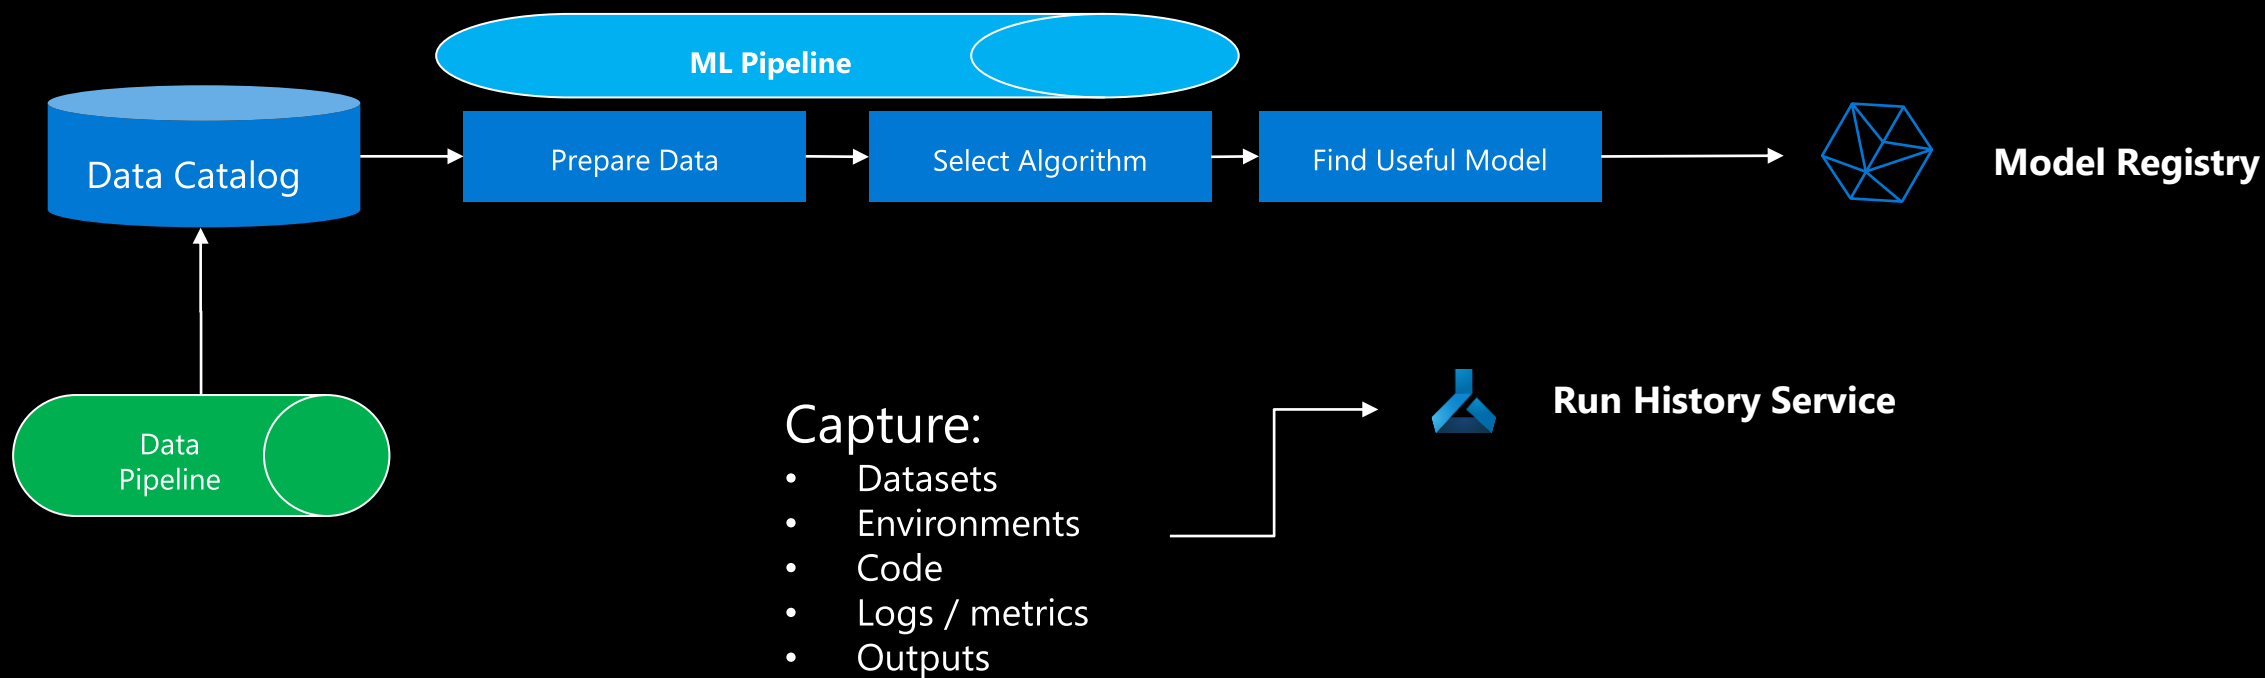 ML Pipeline
Data Catalog
Prepare Data
Select Algorithm
Find Useful Model
Model Registry
Data
Pipeline
Capture:
• Datasets
• Environments
• Code
• Logs / metrics
• Outputs
Run History Service